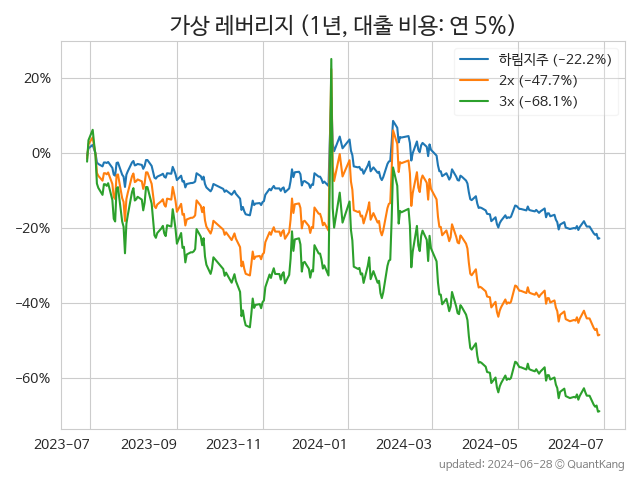 가상 레버리지 (1년, 대출 비용: 연 5%)
하림지주 (−22.2%)
2x (−47.7%)
3x (−68.1%)
20%
0%
−20%
−40%
−60%
2023-07 2023-09 2023-11 2024-01 2024-03 2024-05 2024-07
updated: 2024-06-28 © QuantKang